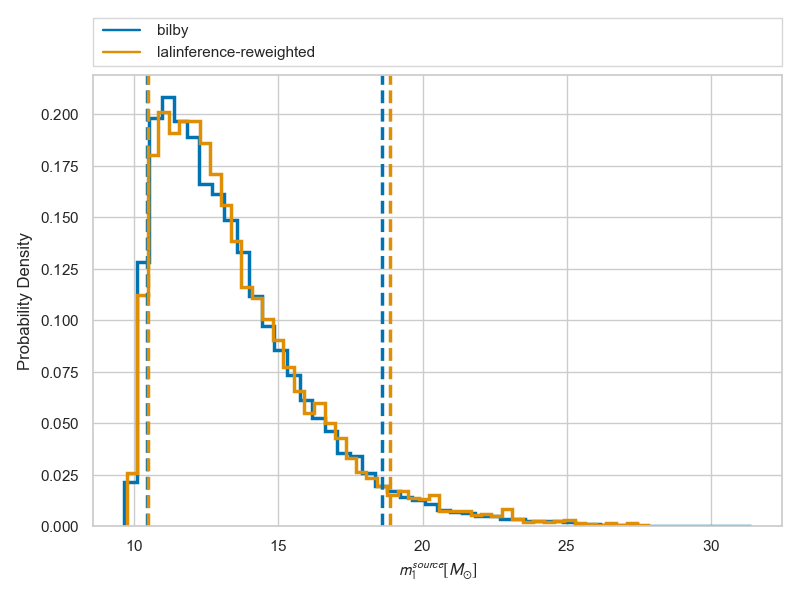 bilby
lalinference-reweighted
0.200
0.175
0.150
0.125
0.100
0.075
0.050
0.025
0.000
Probability Density
10 15 20 25 30
m₁^source [M_⊙]